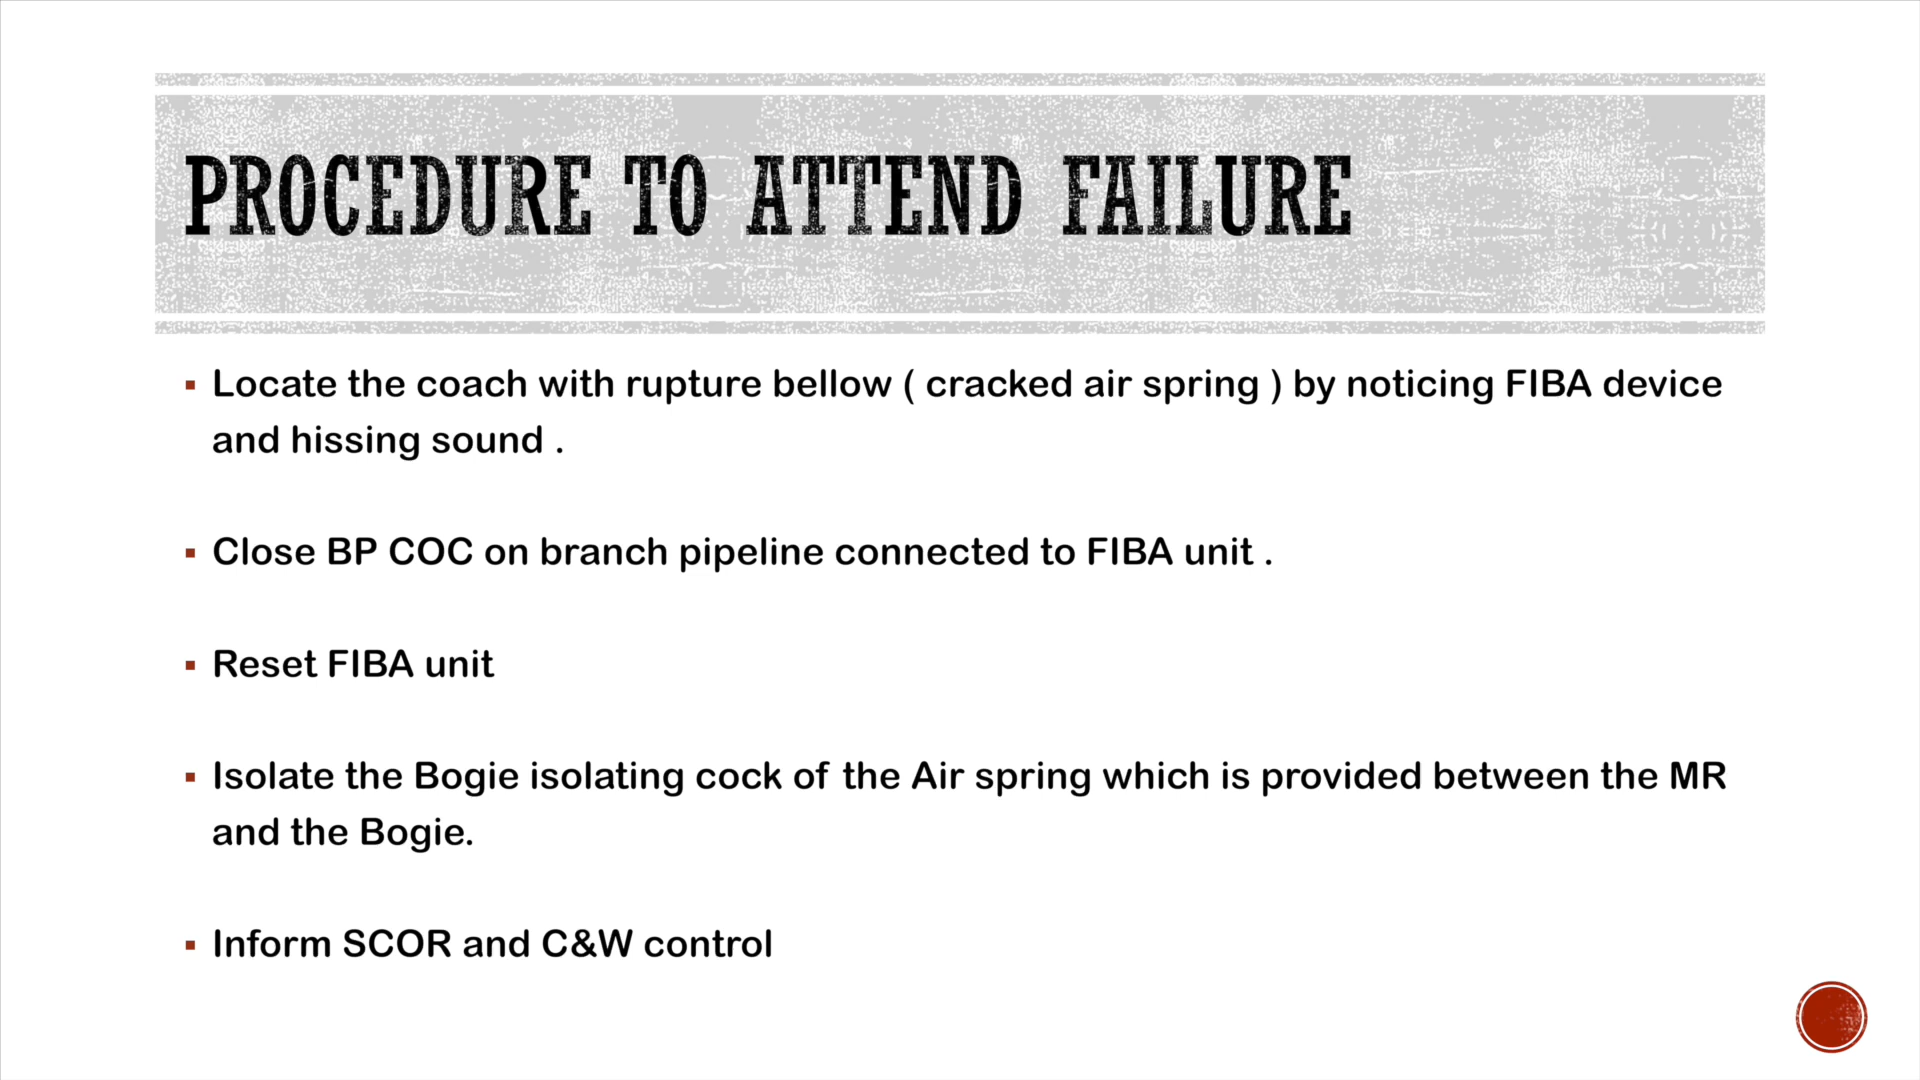 PROCEDURE TO ATTEND FAILURE
▪ Locate the coach with rupture bellow ( cracked air spring ) by noticing FIBA device
and hissing sound .
▪ Close BP COC on branch pipeline connected to FIBA unit .
▪ Reset FIBA unit
▪ Isolate the Bogie isolating cock of the Air spring which is provided between the MR
and the Bogie.
▪ Inform SCOR and C&W control